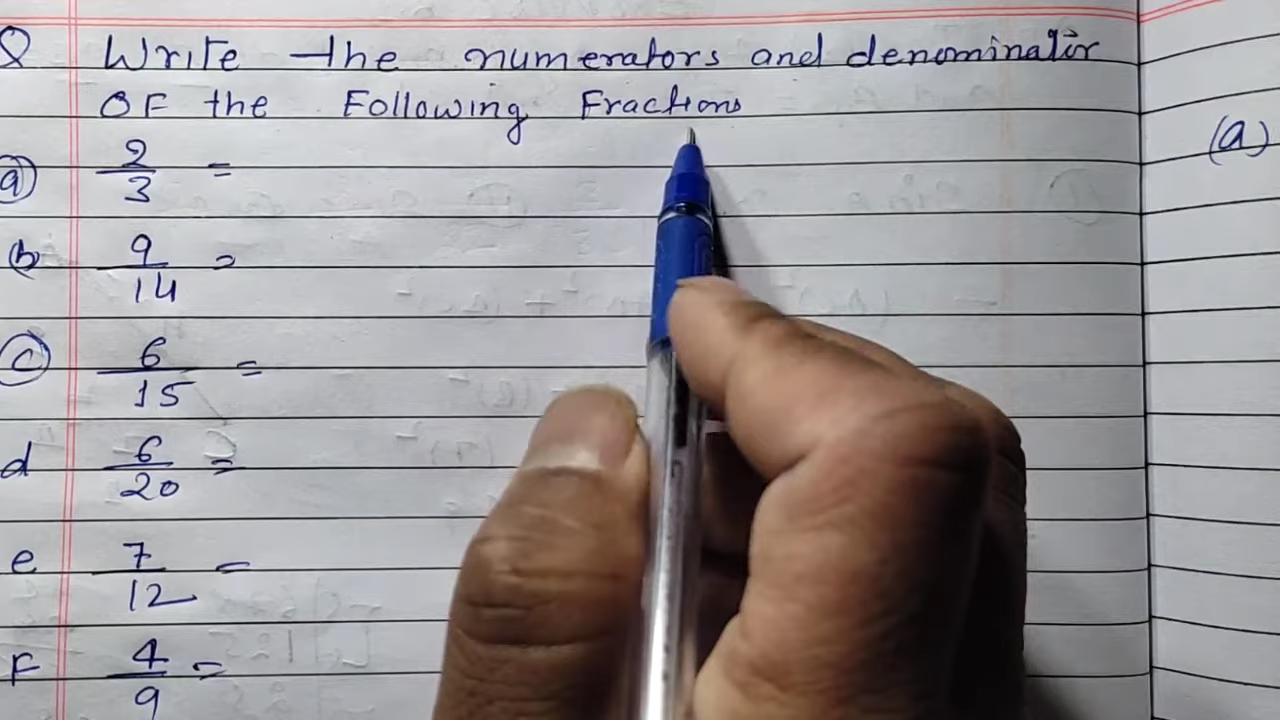 Q Write the numerators and denominator
OF the Following Fractions
(a) 2/3 =
(b) 9/14 =
(c) 6/15 =
d 6/20 =
e 7/12 =
F 4/9 =
(a)